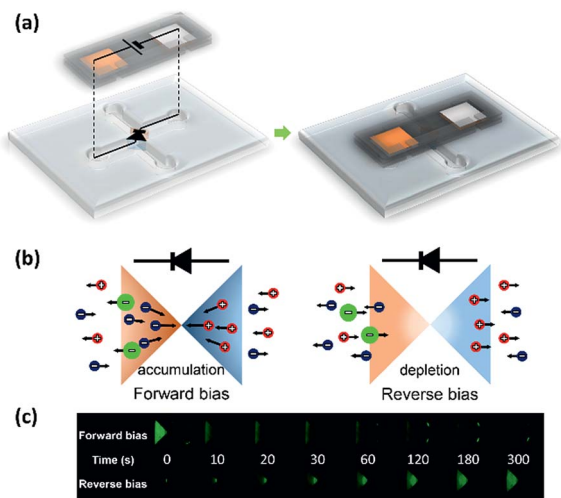 (a)
(b)
accumulation
Forward bias
depletion
Reverse bias
(c)
Forward bias
Time (s) 0 10 20 30 60 120 180 300
Reverse bias